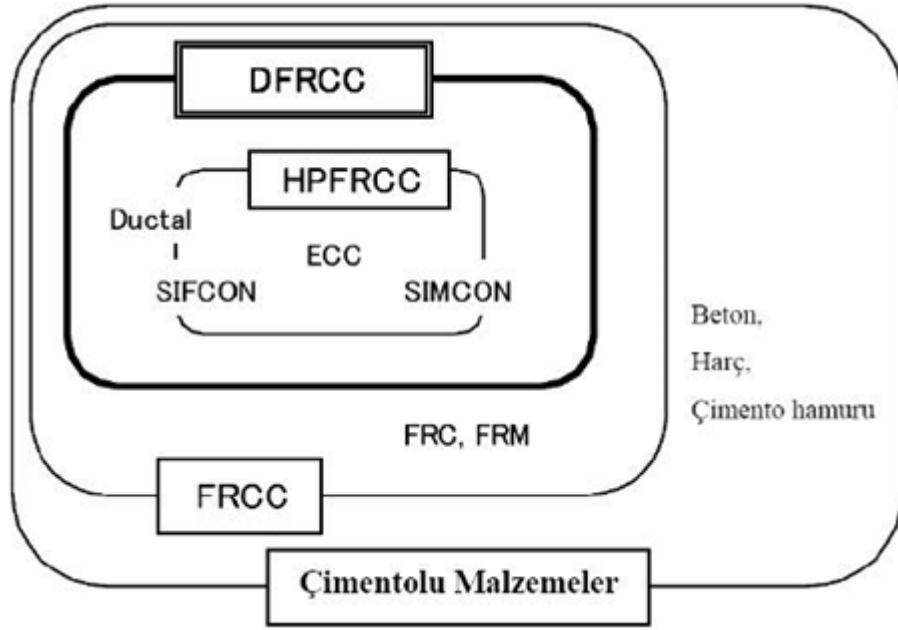 DFRCC
HPFRCC
Ductal
ECC
SIFCON
SIMCON
Beton,
Harç,
Çimento hamuru
FRC, FRM
FRCC
Çimentolu Malzemeler